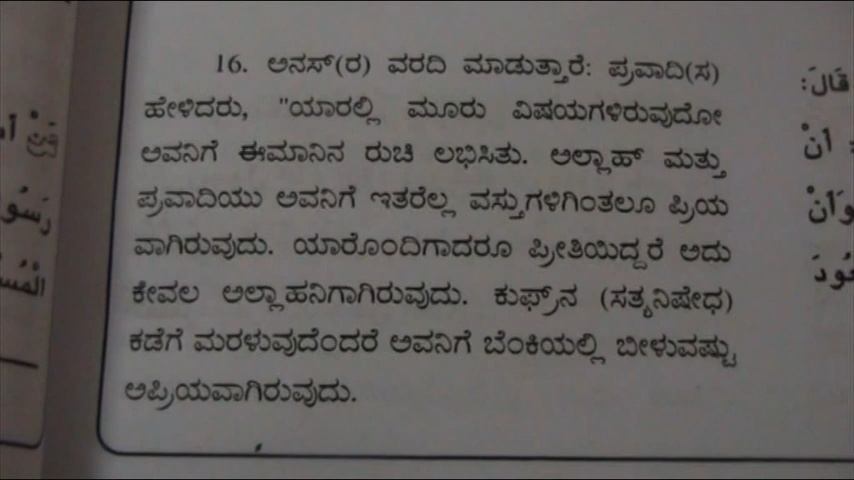 16. ಅನಸ್(ರ) ವರದಿ ಮಾಡುತ್ತಾರೆ: ಪ್ರವಾದಿ(ಸ)
ಹೇಳಿದರು, "ಯಾರಲ್ಲಿ ಮೂರು ವಿಷಯಗಳಿರುವುದೋ
ಅವನಿಗೆ ಈಮಾನಿನ ರುಚಿ ಲಭಿಸಿತು. ಅಲ್ಲಾಹ್ ಮತ್ತು
ಪ್ರವಾದಿಯು ಅವನಿಗೆ ಇತರೆಲ್ಲ ವಸ್ತುಗಳಿಗಿಂತಲೂ ಪ್ರಿಯ
ವಾಗಿರುವುದು. ಯಾರೊಂದಿಗಾದರೂ ಪ್ರೀತಿಯಿದ್ದರೆ ಅದು
ಕೇವಲ ಅಲ್ಲಾಹನಿಗಾಗಿರುವುದು. ಕುಫ್ರ್‌ನ (ಸತ್ಯನಿಷೇಧ)
ಕಡೆಗೆ ಮರಳುವುದೆಂದರೆ ಅವನಿಗೆ ಬೆಂಕಿಯಲ್ಲಿ ಬೀಳುವಷ್ಟು
ಅಪ್ರಿಯವಾಗಿರುವುದು.
قَالَ: